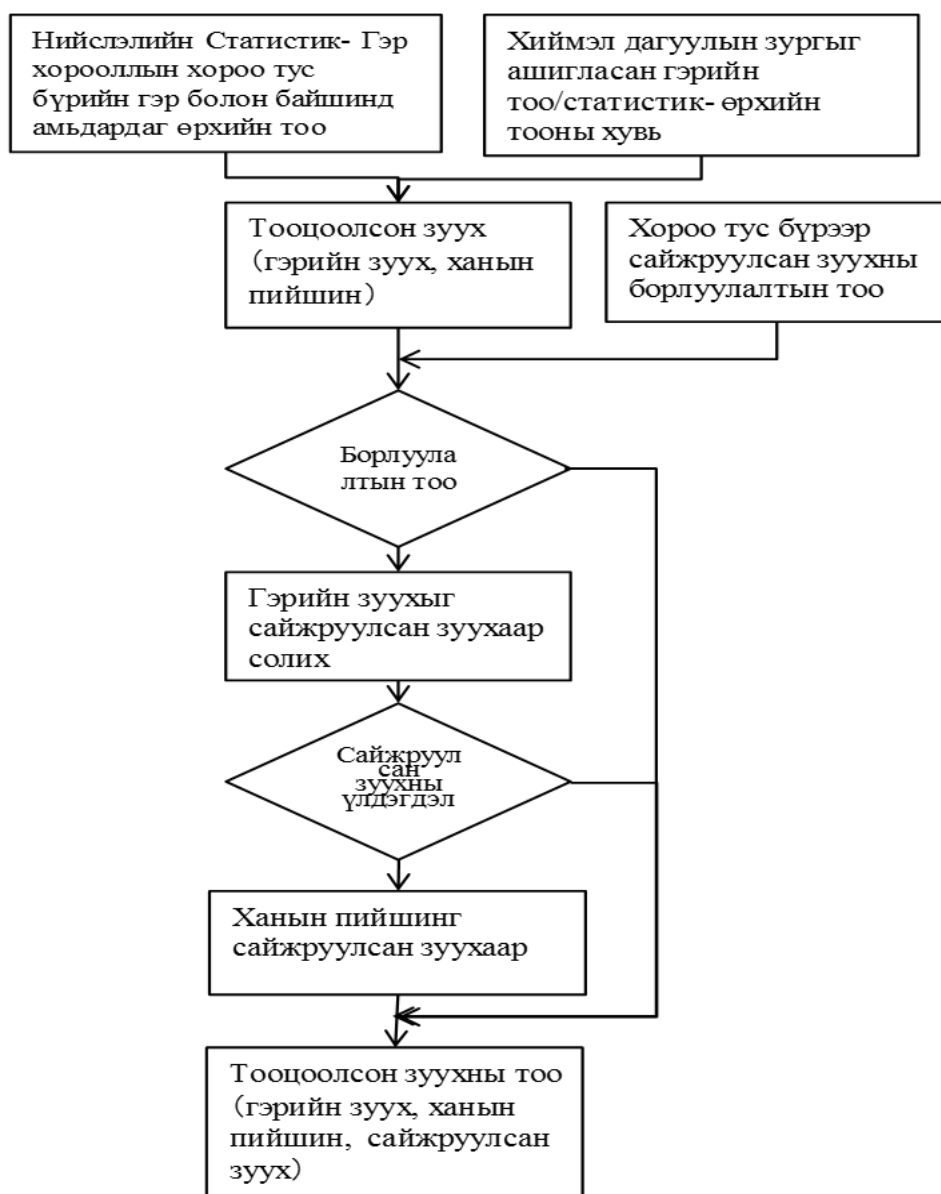 Нийслэлийн Статистик- Гэр
хорооллын хороо тус
бүрийн гэр болон байшинд
амьдардаг өрхийн тоо
Хиймэл дагуулын зургыг
ашигласан гэрийн
тоо/статистик- өрхийн
тооны хувь
Тооцоолсон зуух
(гэрийн зуух, ханын
пийшин)
Хороо тус бүрээр
сайжруулсан зуухны
борлуулалтын тоо
Борлуула
лтын тоо
Гэрийн зуухыг
сайжруулсан зуухаар
солих
Сайжруул
сан
зуухны
үлдэгдэл
Ханын пийшинг
сайжруулсан зуухаар
Тооцоолсон зуухны тоо
(гэрийн зуух, ханын
пийшин, сайжруулсан
зуух)